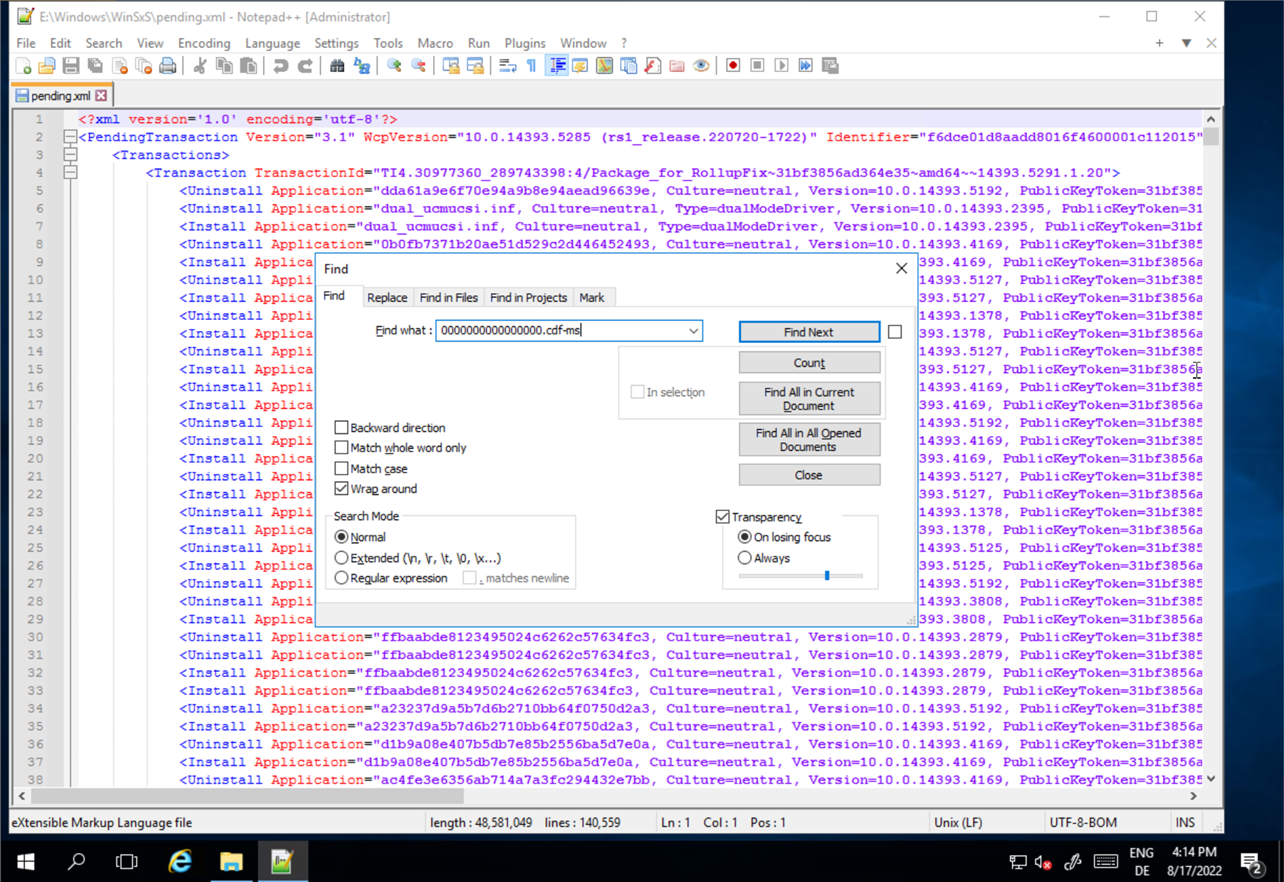 E:\Windows\WinSxS\pending.xml - Notepad++ [Administrator]
File Edit Search View Encoding Language Settings Tools Macro Run Plugins Window ?
pending.xml
1 <?xml version='1.0' encoding='utf-8'?>
2 <PendingTransaction Version="3.1" WcpVersion="10.0.14393.5285 (rs1_release.220720-1722)" Identifier="f6dce01d8aadd8016f4600001c112015"
3 <Transactions>
4 <Transaction TransactionId="TI4.30977360_289743398:4/Package_for_RollupFix~31bf3856ad364e35~amd64~~14393.5291.1.20">
5 <Uninstall Application="dda61a9e6f70e94a9b8e94aead96639e, Culture=neutral, Version=10.0.14393.5192, PublicKeyToken=31bf385
6 <Uninstall Application="dual_ucmucsi.inf, Culture=neutral, Type=dualModeDriver, Version=10.0.14393.2395, PublicKeyToken=31
7 <Install Application="dual_ucmucsi.inf, Culture=neutral, Type=dualModeDriver, Version=10.0.14393.2395, PublicKeyToken=31bf
8 <Uninstall Application="0b0fb7371b20ae51d529c2d446452493, Culture=neutral, Version=10.0.14393.4169, PublicKeyToken=31bf385
9 <Install Applica 393.4169, PublicKeyToken=31bf3856a
10 <Uninstall Applica 393.5127, PublicKeyToken=31bf385
11 <Install Applica 393.5127, PublicKeyToken=31bf3856a
12 <Uninstall Applica 14393.1378, PublicKeyToken=31bf385
13 <Install Applica 393.1378, PublicKeyToken=31bf3856a
14 <Uninstall Applica 14393.5127, PublicKeyToken=31bf385
15 <Install Applica 393.5127, PublicKeyToken=31bf3856a
16 <Uninstall Applica 14393.4169, PublicKeyToken=31bf385
17 <Install Applica 393.4169, PublicKeyToken=31bf3856a
18 <Uninstall Applica 14393.5192, PublicKeyToken=31bf385
19 <Uninstall Applica 14393.4169, PublicKeyToken=31bf385
20 <Install Applica 393.4169, PublicKeyToken=31bf3856a
21 <Uninstall Applica 14393.5127, PublicKeyToken=31bf385
22 <Install Applica 393.5127, PublicKeyToken=31bf3856a
23 <Uninstall Applica 14393.1378, PublicKeyToken=31bf385
24 <Install Applica 393.1378, PublicKeyToken=31bf3856a
25 <Uninstall Applica 14393.5125, PublicKeyToken=31bf385
26 <Install Applica 393.5125, PublicKeyToken=31bf3856a
27 <Uninstall Applica 14393.5192, PublicKeyToken=31bf385
28 <Uninstall Applica 14393.3808, PublicKeyToken=31bf385
29 <Install Applica 393.3808, PublicKeyToken=31bf3856a
30 <Uninstall Application="ffbaabde8123495024c6262c57634fc3, Culture=neutral, Version=10.0.14393.2879, PublicKeyToken=31bf385
31 <Uninstall Application="ffbaabde8123495024c6262c57634fc3, Culture=neutral, Version=10.0.14393.2879, PublicKeyToken=31bf385
32 <Install Application="ffbaabde8123495024c6262c57634fc3, Culture=neutral, Version=10.0.14393.2879, PublicKeyToken=31bf3856a
33 <Install Application="ffbaabde8123495024c6262c57634fc3, Culture=neutral, Version=10.0.14393.2879, PublicKeyToken=31bf3856a
34 <Uninstall Application="a23237d9a5b7d6b2710bb64f0750d2a3, Culture=neutral, Version=10.0.14393.5192, PublicKeyToken=31bf385
35 <Install Application="a23237d9a5b7d6b2710bb64f0750d2a3, Culture=neutral, Version=10.0.14393.5192, PublicKeyToken=31bf3856a
36 <Uninstall Application="d1b9a08e407b5db7e85b2556ba5d7e0a, Culture=neutral, Version=10.0.14393.4169, PublicKeyToken=31bf385
37 <Install Application="d1b9a08e407b5db7e85b2556ba5d7e0a, Culture=neutral, Version=10.0.14393.4169, PublicKeyToken=31bf3856a
38 <Uninstall Application="ac4fe3e6356ab714a7a3fc294432e7bb, Culture=neutral, Version=10.0.14393.4169, PublicKeyToken=31bf385
Find
Find Replace Find in Files Find in Projects Mark
Find what : 0000000000000000.cdf-ms
Find Next
Count
In selection
Find All in Current
Document
Find All in All Opened
Documents
Close
Backward direction
Match whole word only
Match case
Wrap around
Search Mode
Normal
Extended (\n, \r, \t, \0, \x...)
Regular expression . matches newline
Transparency
On losing focus
Always
eXtensible Markup Language file length : 48,581,049 lines : 140,559 Ln : 1 Col : 1 Pos : 1 Unix (LF) UTF-8-BOM INS
ENG
DE
4:14 PM
8/17/2022
2